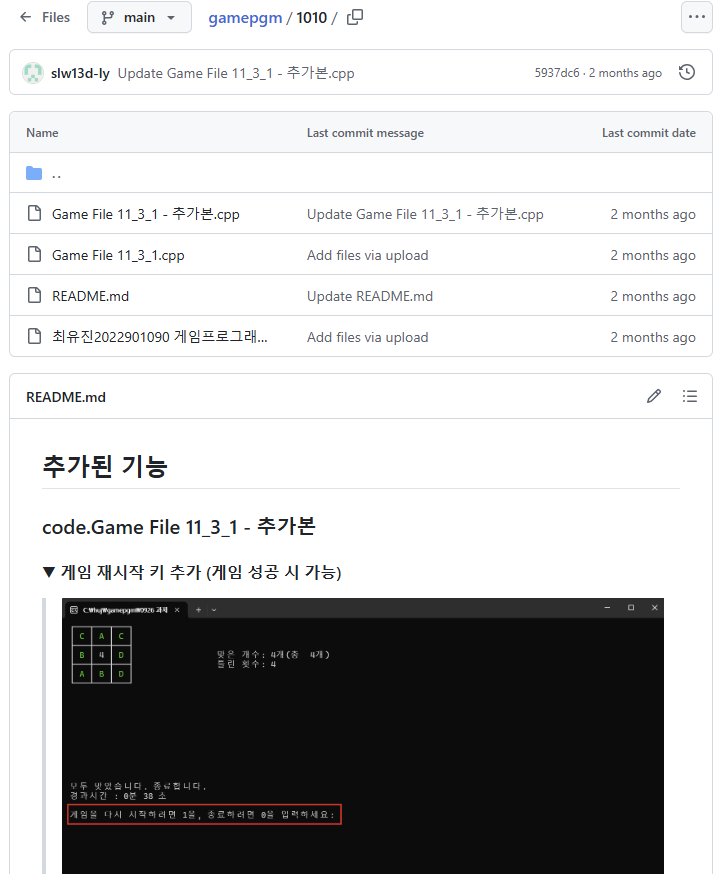 Files main gamepgm / 1010 /
slw13d-ly Update Game File 11_3_1 - 추가본.cpp 5937dc6 · 2 months ago
Name Last commit message Last commit date
..
Game File 11_3_1 - 추가본.cpp Update Game File 11_3_1 - 추가본.cpp 2 months ago
Game File 11_3_1.cpp Add files via upload 2 months ago
README.md Update README.md 2 months ago
최유진2022901090 게임프로그래... Add files via upload 2 months ago
README.md
추가된 기능
code.Game File 11_3_1 - 추가본
▼ 게임 재시작 키 추가 (게임 성공 시 가능)
C:₩huj₩gamepgm₩0926 과제
C A C
B 4 D
A B D
맞은 개수: 4개(총 4개)
틀린 횟수: 4
모두 맞았습니다. 종료합니다.
경과시간 : 0분 38 초
게임을 다시 시작하려면 1을, 종료하려면 0을 입력하세요: